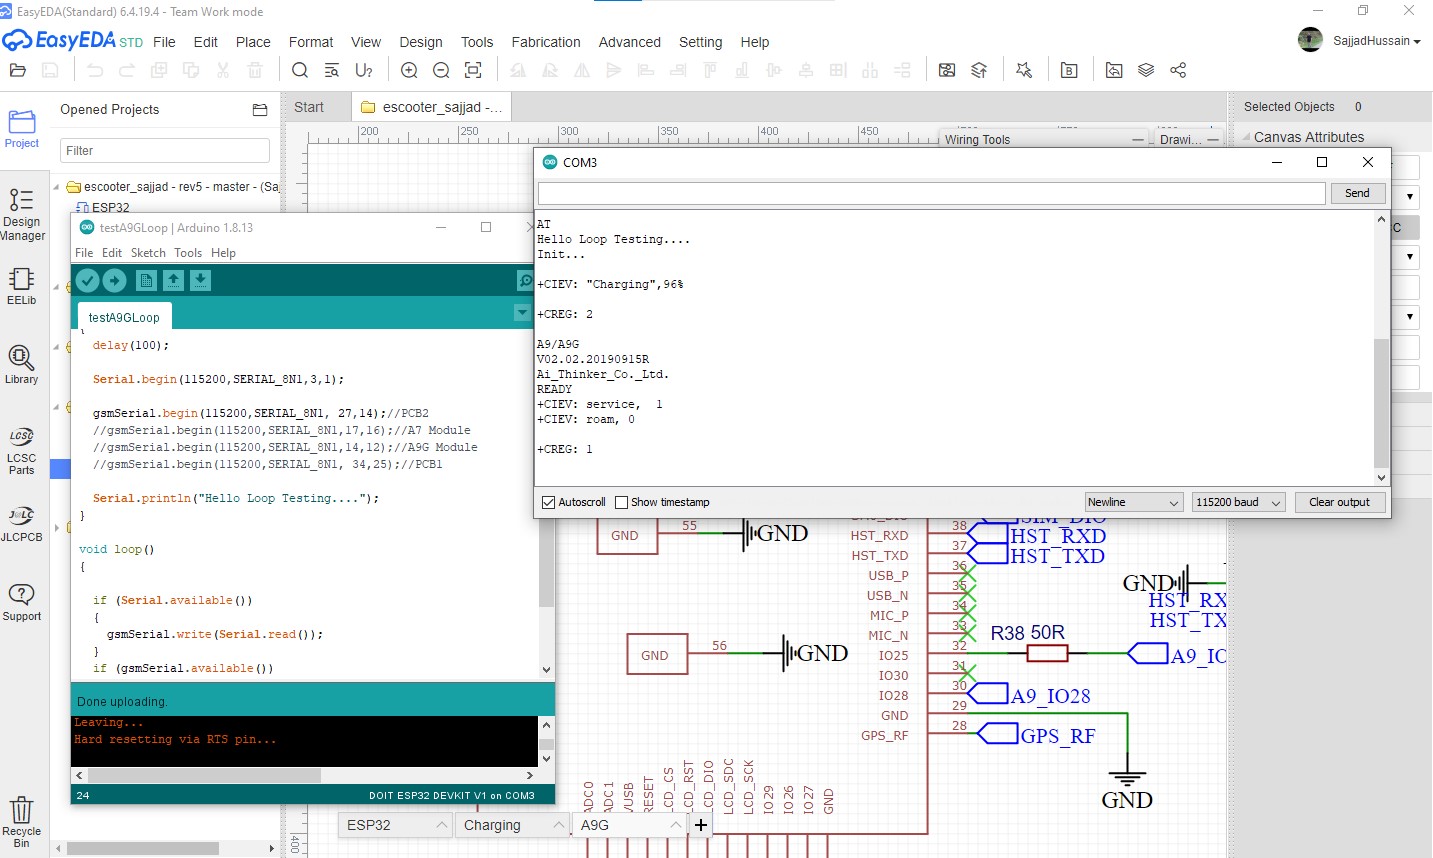 EasyEDA(Standard) 6.4.19.4 - Team Work mode
EasyEDA STD File Edit Place Format View Design Tools Fabrication Advanced Setting Help
SajjadHussain
Opened Projects
Start
escooter_sajjad -...
Selected Objects 0
Canvas Attributes
200 250 300 350 400 450
Wiring Tools
Drawi...
Project
Filter
escooter_sajjad - rev5 - master - (Sa
ESP32
Design
Manager
EELib
Library
LCSC
LCSC
Parts
JLCPCB
Support
Recycle
Bin
testA9GLoop | Arduino 1.8.13
File Edit Sketch Tools Help
testA9GLoop
delay(100);
Serial.begin(115200,SERIAL_8N1,3,1);
gsmSerial.begin(115200,SERIAL_8N1, 27,14);//PCB2
//gsmSerial.begin(115200,SERIAL_8N1,17,16);//A7 Module
//gsmSerial.begin(115200,SERIAL_8N1,14,12);//A9G Module
//gsmSerial.begin(115200,SERIAL_8N1, 34,25);//PCB1
Serial.println("Hello Loop Testing....");
}
void loop()
{
if (Serial.available())
{
gsmSerial.write(Serial.read());
}
if (gsmSerial.available())
Done uploading.
Leaving...
Hard resetting via RTS pin...
24
DOIT ESP32 DEVKIT V1 on COM3
COM3
Send
AT
Hello Loop Testing....
Init...
+CIEV: "Charging",96%
+CREG: 2
A9/A9G
V02.02.20190915R
Ai_Thinker_Co._Ltd.
READY
+CIEV: service, 1
+CIEV: roam, 0
+CREG: 1
Autoscroll
Show timestamp
Newline
115200 baud
Clear output
GND 55 GND
HST_RXD 38 HST_RXD
HST_TXD 37 HST_TXD
USB_P 36
USB_N 35
MIC_P 34
MIC_N 33
IO25 32 R38 50R
IO30 31
IO28 30 A9_IO28
GND 29
GPS_RF 28 GPS_RF
GND 56 GND
GND
GND
ADC1
LCD_CS
LCD_RST
LCD_DIO
LCD_SDC
LCD_SCK
IO29
IO26
IO27
GND
ESP32
Charging
A9G
400